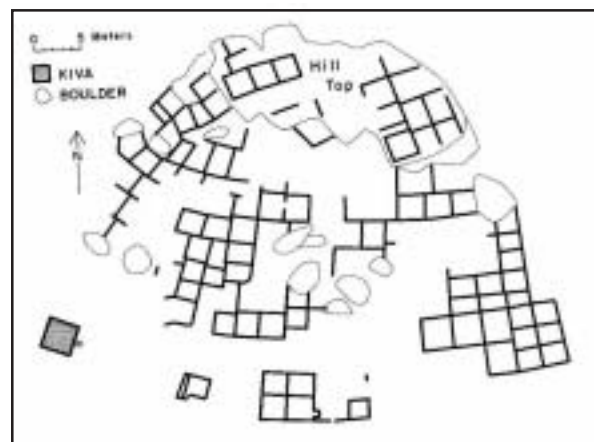 0 5 Meters
KIVA
BOULDER
N
Hill
Top